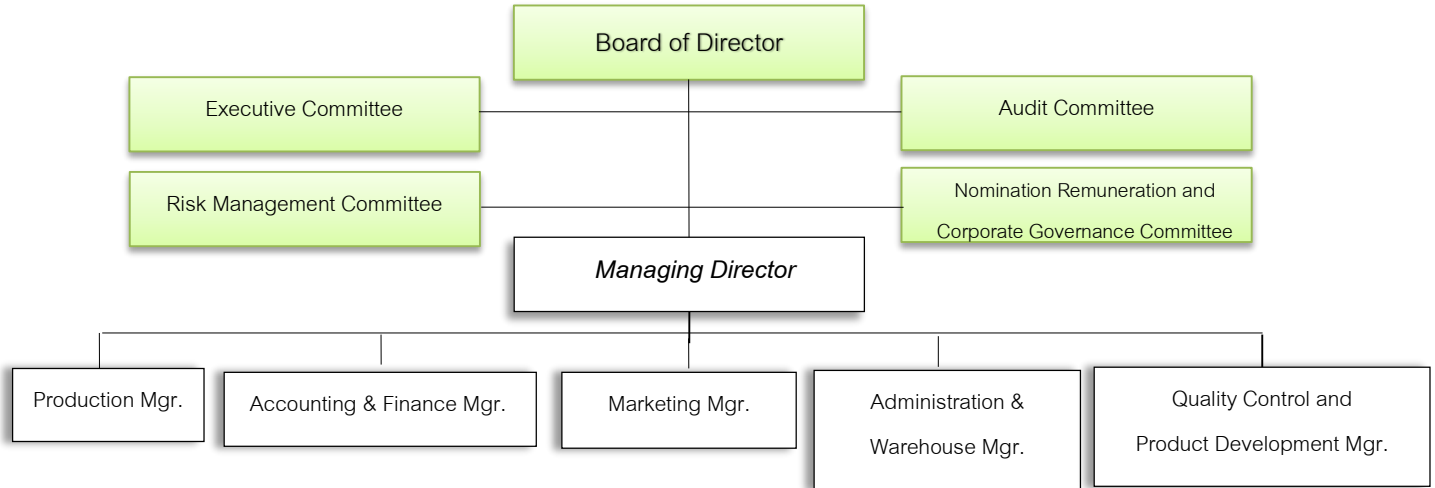 Board of Director
Executive Committee
Audit Committee
Risk Management Committee
Nomination Remuneration and
Corporate Governance Committee
Managing Director
Production Mgr.
Accounting & Finance Mgr.
Marketing Mgr.
Administration &
Warehouse Mgr.
Quality Control and
Product Development Mgr.